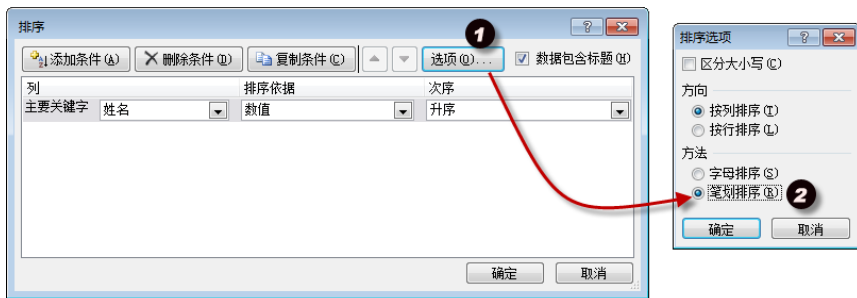 排序
1
添加条件(A) 删除条件(D) 复制条件(C) 选项(O)... 数据包含标题(H)
列 排序依据 次序
主要关键字 姓名 数值 升序
确定 取消
排序选项
区分大小写(C)
方向
按列排序(T)
按行排序(L)
方法
字母排序(S)
笔划排序(R) 2
确定 取消